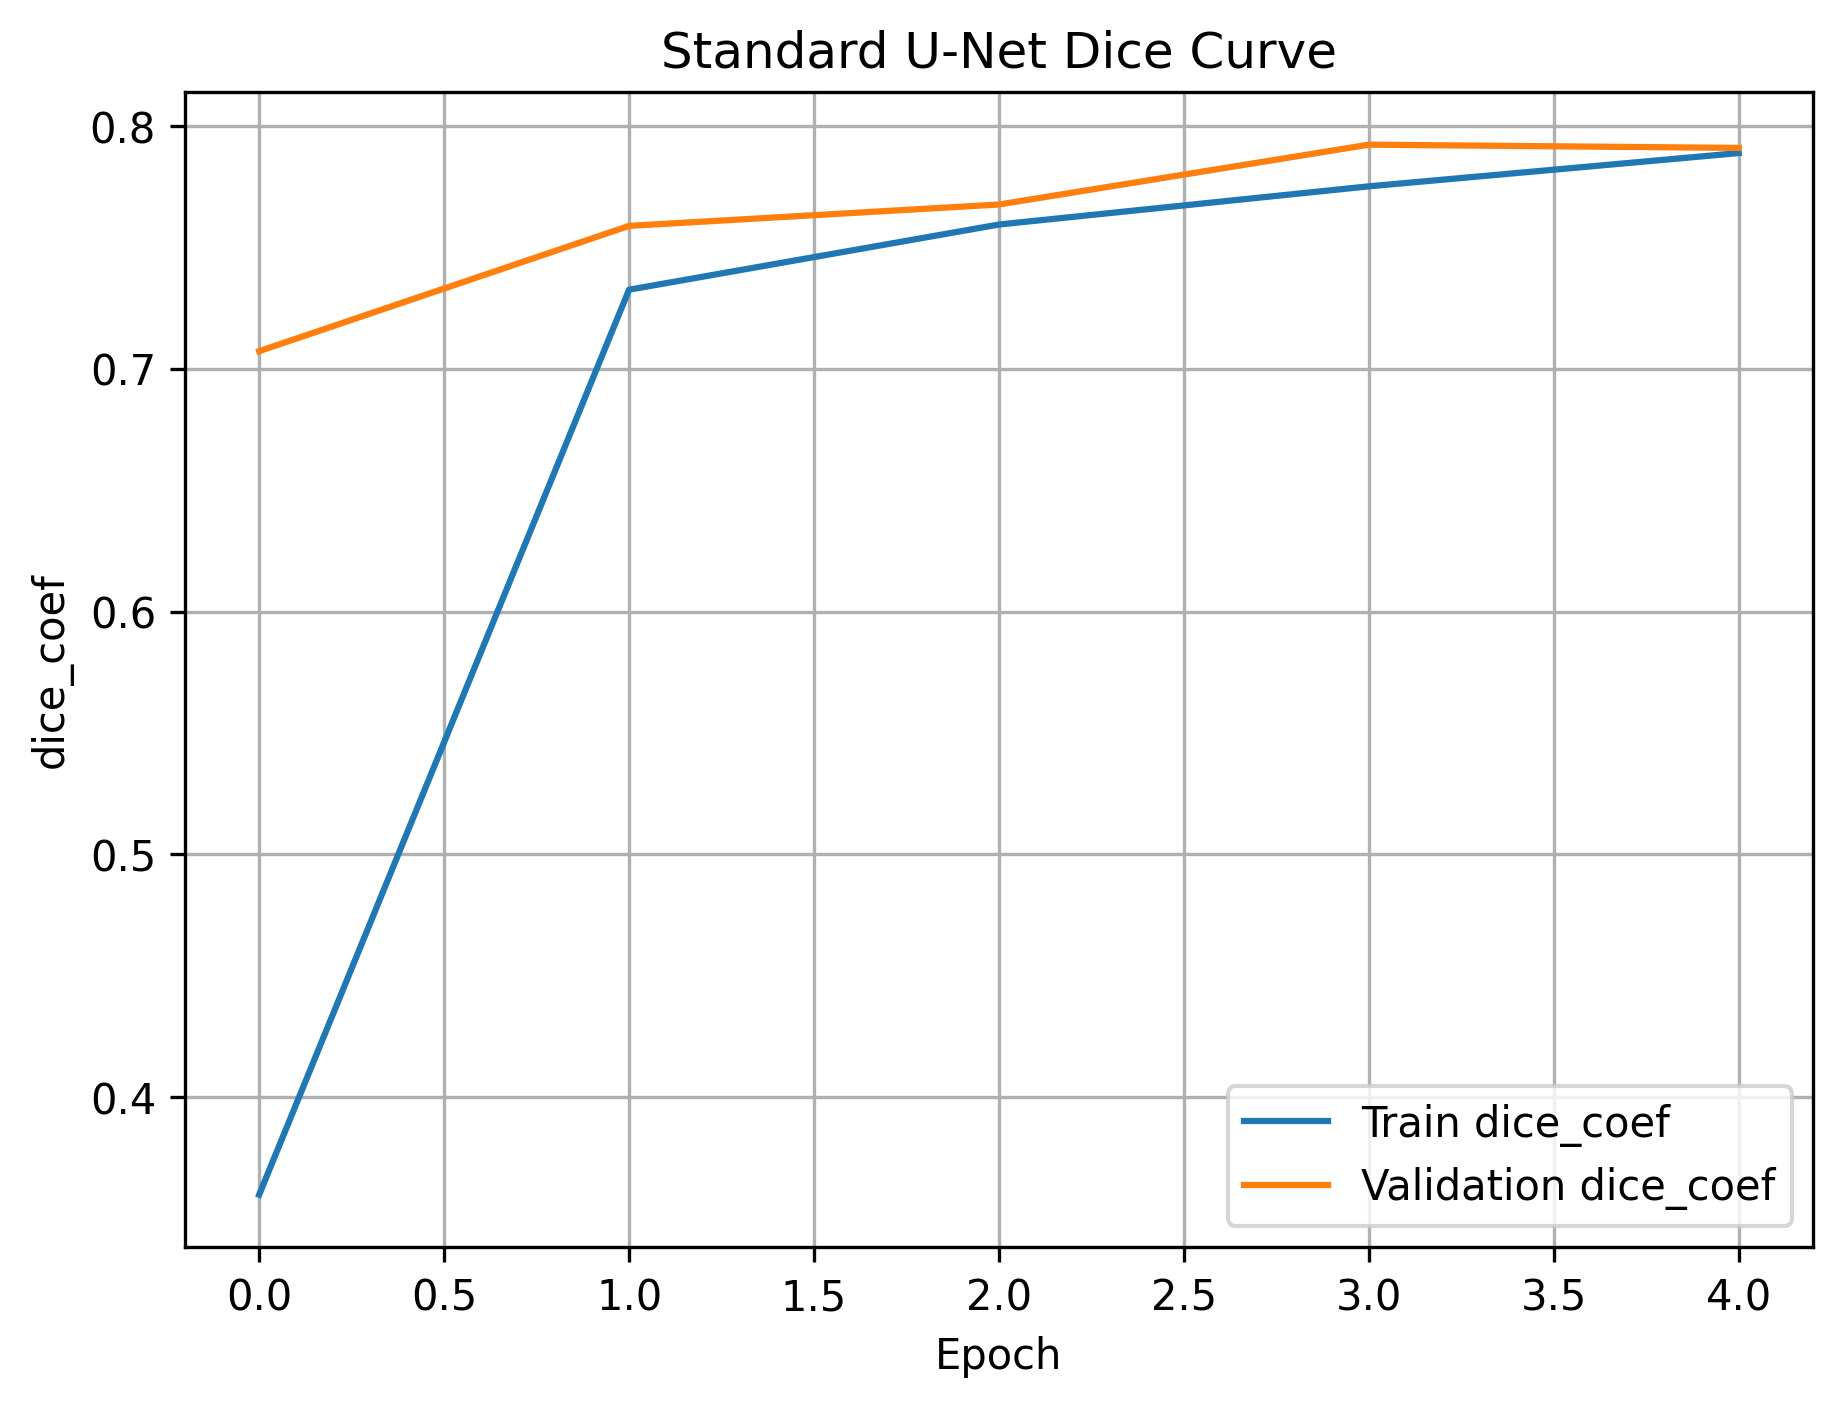 Standard U-Net Dice Curve
0.8
0.7
0.6
0.5
0.4
dice_coef
Train dice_coef
Validation dice_coef
0.0 0.5 1.0 1.5 2.0 2.5 3.0 3.5 4.0
Epoch